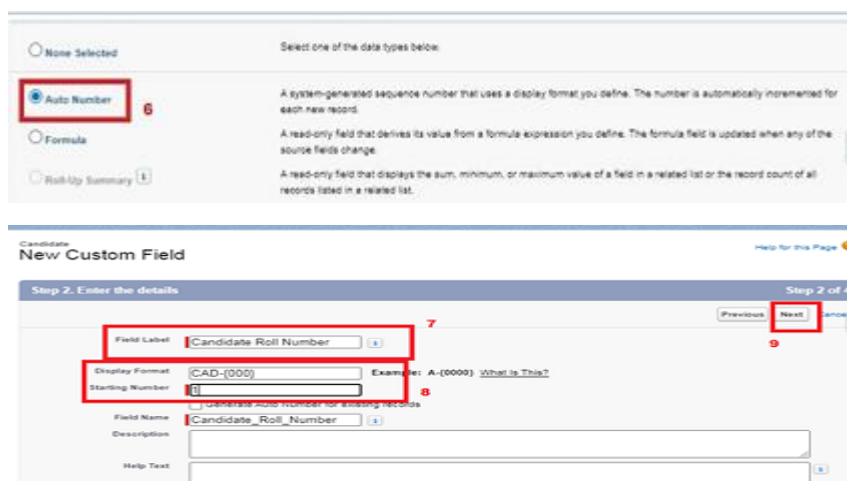 None Selected
Select one of the data types below.
Auto Number
6
A system-generated sequence number that uses a display format you define. The number is automatically incremented for
each new record.
Formula
A read-only field that derives its value from a formula expression you define. The formula field is updated when any of the
source fields change.
Roll-Up Summary
A read-only field that displays the sum, minimum, or maximum value of a field in a related list or the record count of all
records listed in a related list.
Candidate
New Custom Field
Help for this Page
Step 2. Enter the details
Step 2 of 4
Previous Next Cancel
7
9
Field Label Candidate Roll Number
Display Format CAD-{000} Example: A-{0000} What Is This?
Starting Number 1
8
Generate Auto Number for existing records
Field Name Candidate_Roll_Number
Description
Help Text